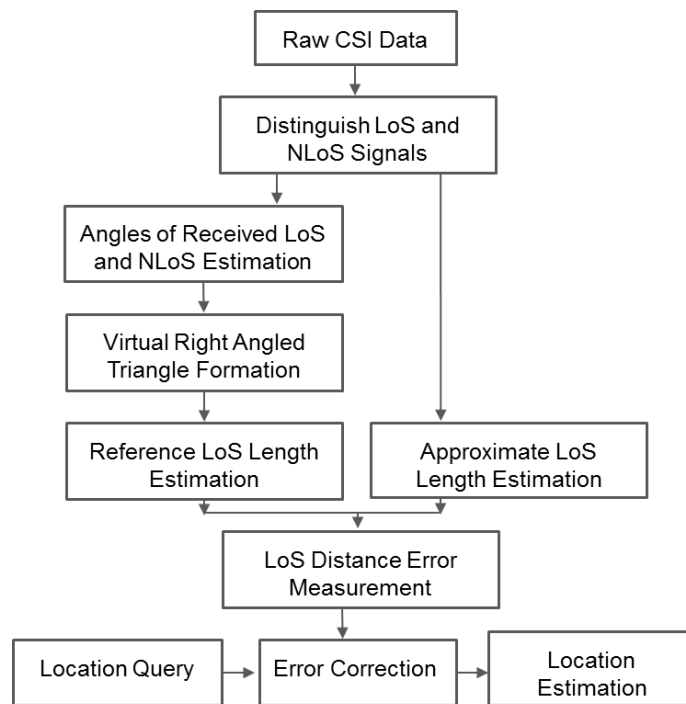 Raw CSI Data
Distinguish LoS and
NLoS Signals
Angles of Received LoS
and NLoS Estimation
Virtual Right Angled
Triangle Formation
Reference LoS Length
Estimation
Approximate LoS
Length Estimation
LoS Distance Error
Measurement
Location Query
Error Correction
Location
Estimation